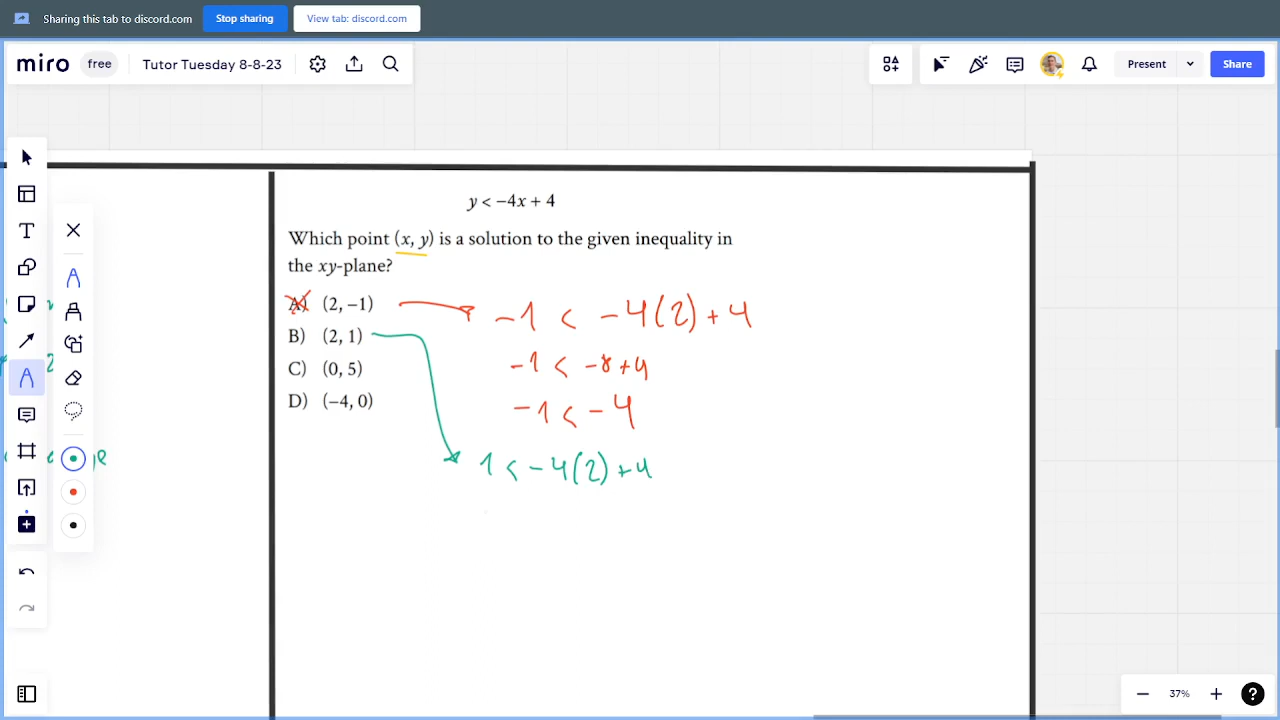 Sharing this tab to discord.com Stop sharing View tab: discord.com
miro free Tutor Tuesday 8-8-23 Present Share
y < −4x + 4
Which point (x, y) is a solution to the given inequality in
the xy-plane?
A) (2, −1) -1 < -4(2)+4
B) (2, 1)
C) (0, 5) -1 < -8+4
D) (−4, 0) -1 < -4
1 < -4(2)+4
37%